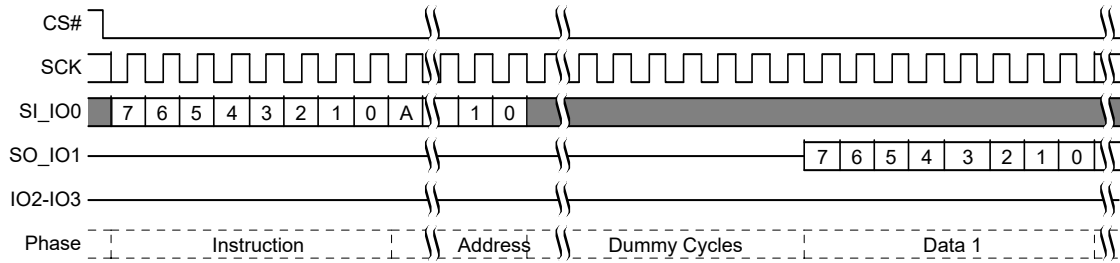 CS#
SCK
SI_IO0 7 6 5 4 3 2 1 0 A 1 0
SO_IO1 7 6 5 4 3 2 1 0
IO2-IO3
Phase Instruction Address Dummy Cycles Data 1